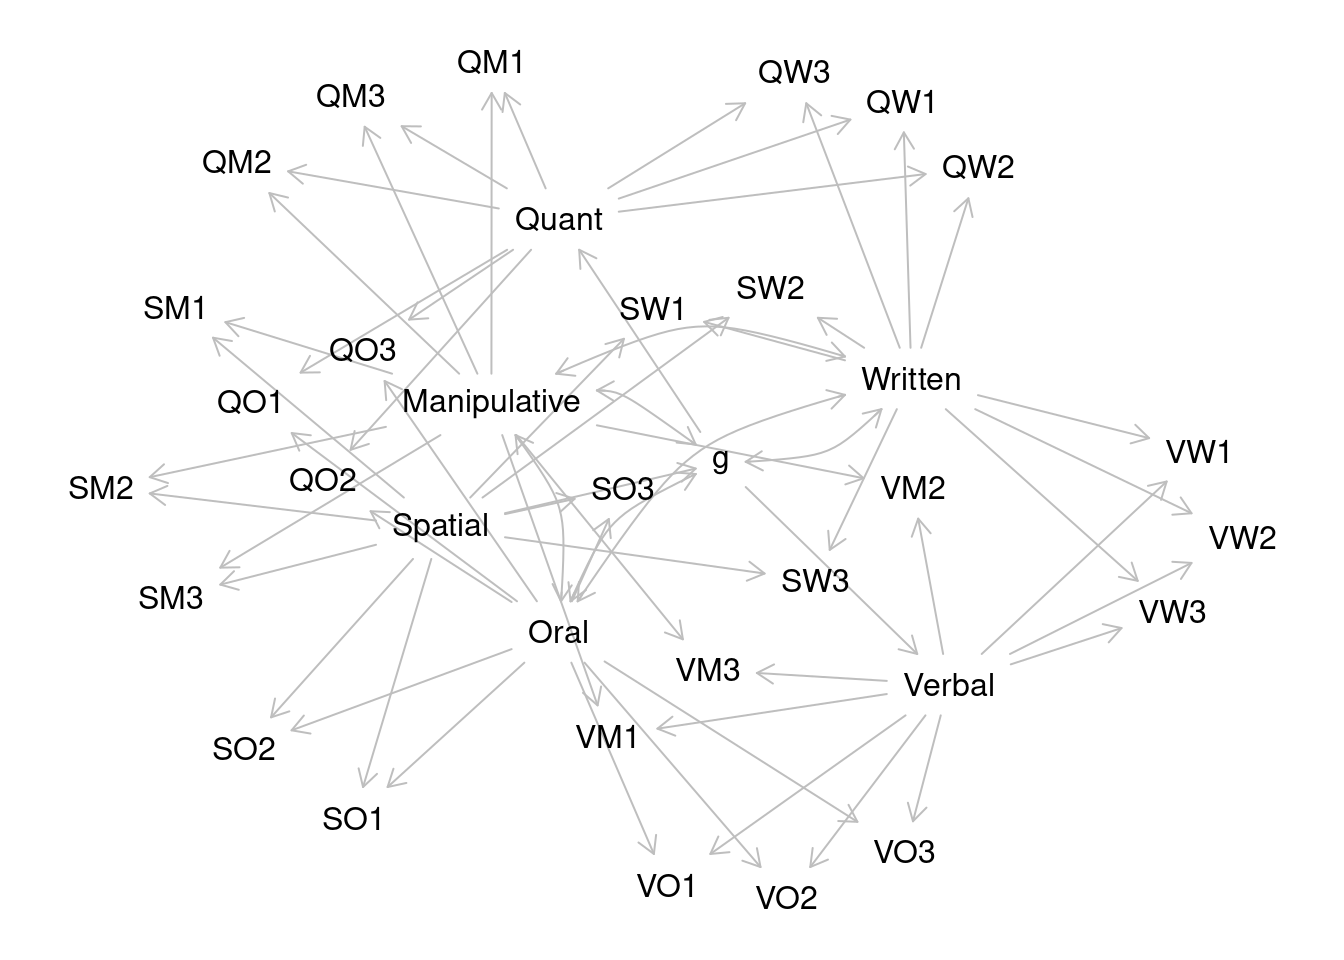 QM1
QW3
QM3
QW1
QM2
QW2
Quant
SW2
SM1
SW1
QO3
Written
QO1
Manipulative
VW1
g
QO2
SM2
SO3
VM2
Spatial
VW2
SW3
SM3
VW3
Oral
VM3
Verbal
VM1
SO2
SO1
VO3
VO1
VO2